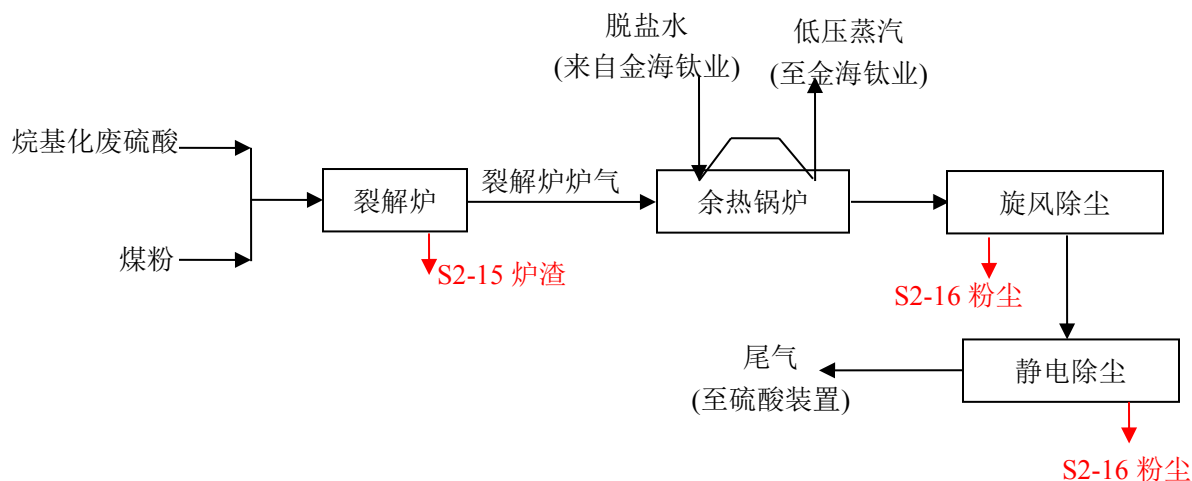 脱盐水
(来自金海钛业)
低压蒸汽
(至金海钛业)
烷基化废硫酸
煤粉
裂解炉
裂解炉炉气
余热锅炉
旋风除尘
S2-15 炉渣
S2-16 粉尘
静电除尘
尾气
(至硫酸装置)
S2-16 粉尘